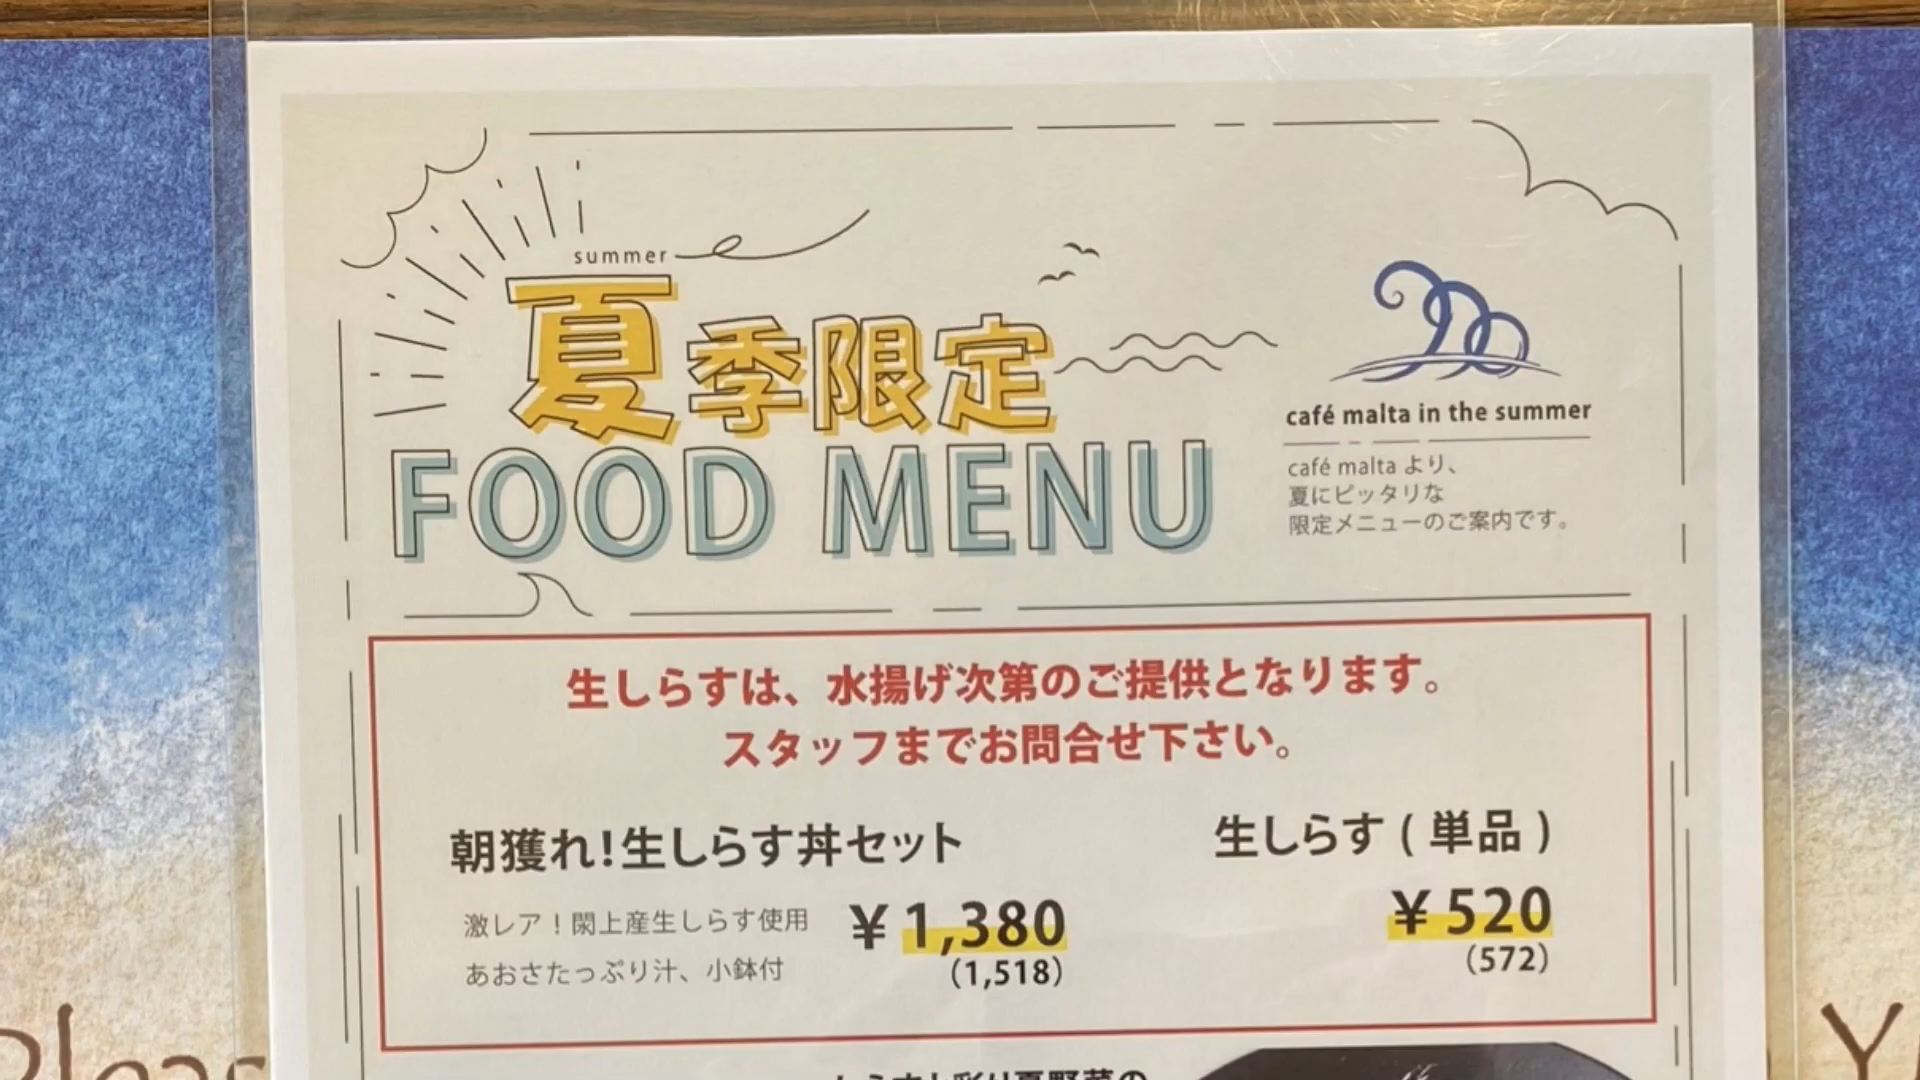 summer
夏季限定
FOOD MENU
café malta in the summer
café malta より、
夏にピッタリな
限定メニューのご案内です。
生しらすは、水揚げ次第のご提供となります。
スタッフまでお問合せ下さい。
朝獲れ!生しらす丼セット
激レア！閖上産生しらす使用
あおさたっぷり汁、小鉢付
¥1,380
(1,518)
生しらす(単品)
¥520
(572)